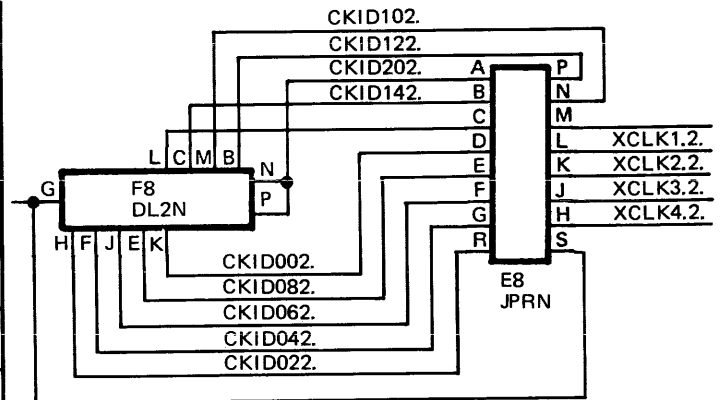 CKID102.
CKID122.
CKID202.
CKID142.
A P
B N
C M
D L XCLK1.2.
E K XCLK2.2.
F J XCLK3.2.
G H XCLK4.2.
R S
E8
JPRN
L C M B
N
G P
F8
DL2N
H F J E K
CKID002.
CKID082.
CKID062.
CKID042.
CKID022.